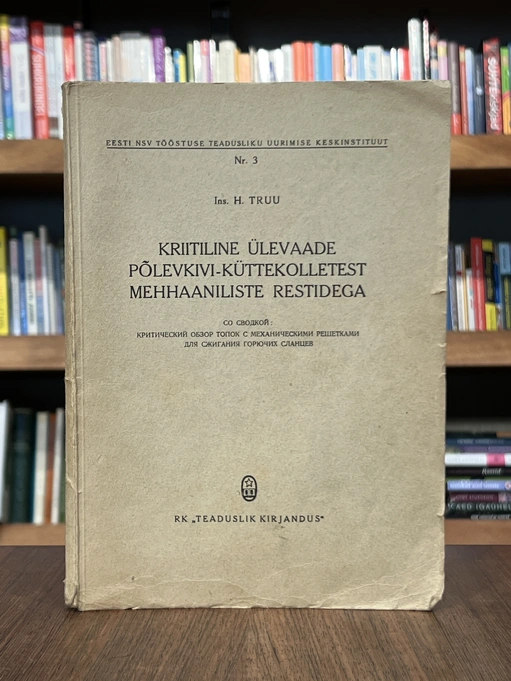 EESTI NSV TÖÖSTUSE TEADUSLIKU UURIMISE KESKINSTITUUT
Nr. 3
Ins. H. TRUU
KRIITILINE ÜLEVAADE
PÕLEVKIVI-KÜTTEKOLLETEST
MEHHAANILISTE RESTIDEGA
СО СВОДКОЙ:
КРИТИЧЕСКИЙ ОБЗОР ТОПОК С МЕХАНИЧЕСКИМИ РЕШЕТКАМИ
ДЛЯ СЖИГАНИЯ ГОРЮЧИХ СЛАНЦЕВ
RK „TEADUSLIK KIRJANDUS"